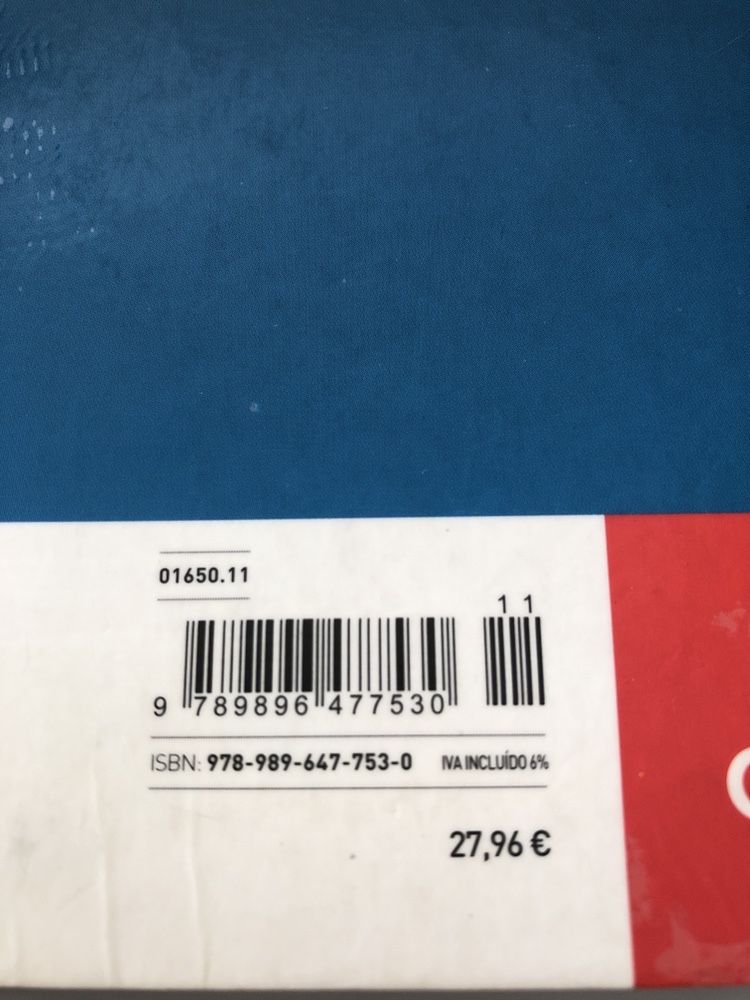 01650.11
1 1
9 789896 477530
ISBN: 978-989-647-753-0 IVA INCLUÍDO 6%
27,96 €